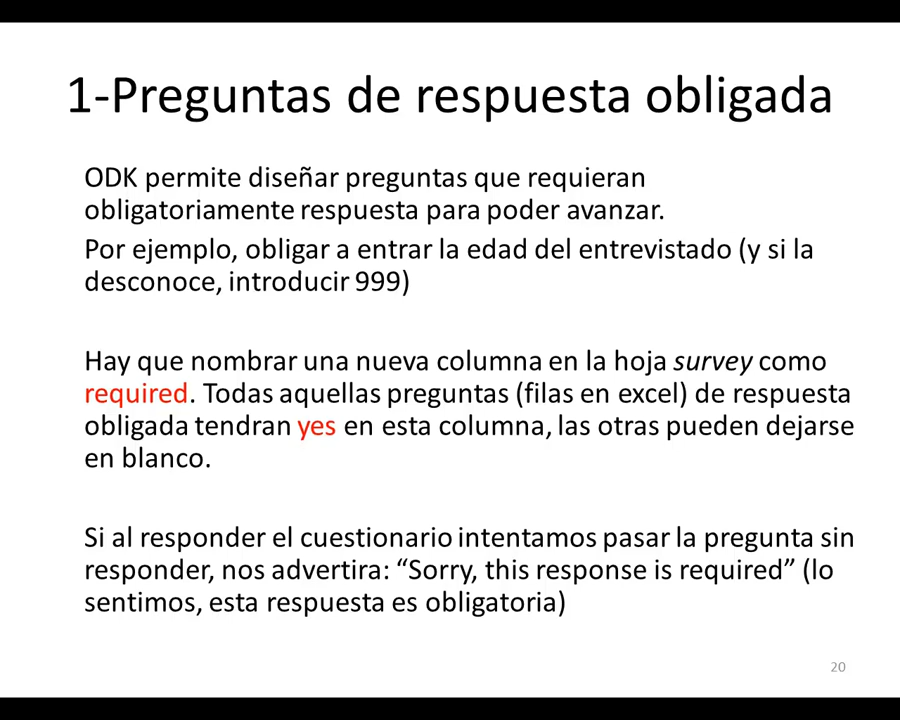 1-Preguntas de respuesta obligada
ODK permite diseñar preguntas que requieran
obligatoriamente respuesta para poder avanzar.
Por ejemplo, obligar a entrar la edad del entrevistado (y si la
desconoce, introducir 999)
Hay que nombrar una nueva columna en la hoja survey como
required. Todas aquellas preguntas (filas en excel) de respuesta
obligada tendran yes en esta columna, las otras pueden dejarse
en blanco.
Si al responder el cuestionario intentamos pasar la pregunta sin
responder, nos advertira: “Sorry, this response is required” (lo
sentimos, esta respuesta es obligatoria)
20